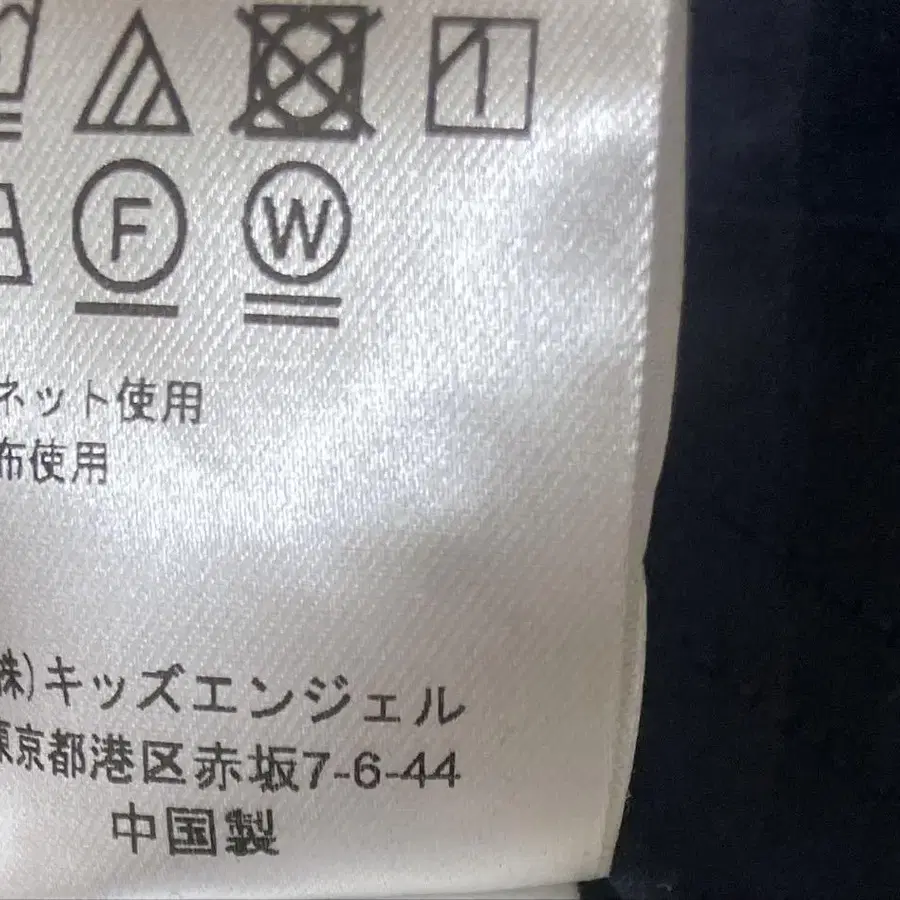 F W
ネット使用
布使用
株)キッズエンジェル
東京都港区赤坂7-6-44
中国製